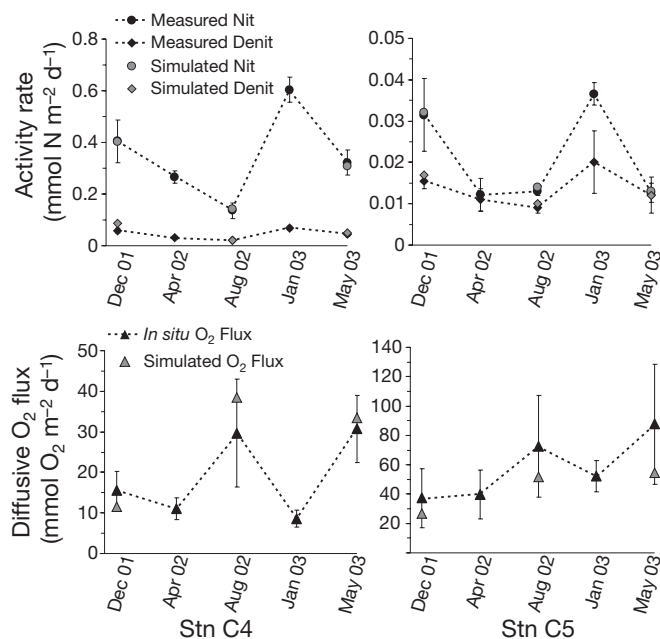 Measured Nit
Measured Denit
Simulated Nit
Simulated Denit
Activity rate
(mmol N m⁻² d⁻¹)
0.8
0.6
0.4
0.2
0
Dec 01
Apr 02
Aug 02
Jan 03
May 03
0.05
0.04
0.03
0.02
0.01
0
Dec 01
Apr 02
Aug 02
Jan 03
May 03
In situ O₂ Flux
Simulated O₂ Flux
Diffusive O₂ flux
(mmol O₂ m⁻² d⁻¹)
50
40
30
20
10
0
Dec 01
Apr 02
Aug 02
Jan 03
May 03
Stn C4
140
120
100
80
60
40
20
Dec 01
Apr 02
Aug 02
Jan 03
May 03
Stn C5